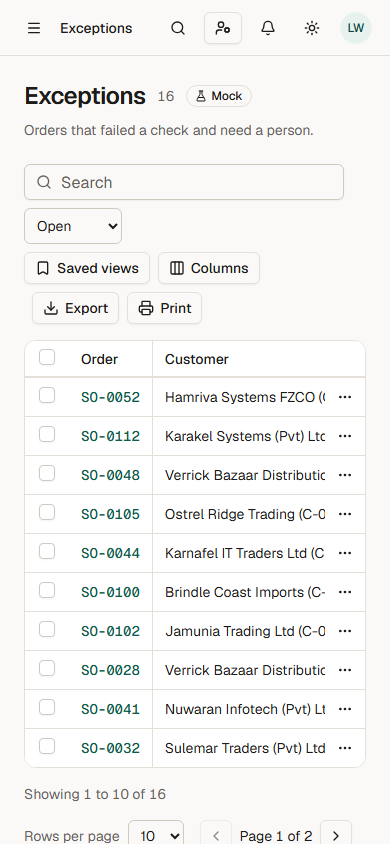 Exceptions
LW
Exceptions 16 Mock
Orders that failed a check and need a person.
Search
Open
Saved views Columns
Export Print
Order Customer
SO-0052 Hamriva Systems FZCO (
SO-0112 Karakel Systems (Pvt) Ltd
SO-0048 Verrick Bazaar Distributic
SO-0105 Ostrel Ridge Trading (C-0
SO-0044 Karnafel IT Traders Ltd (C
SO-0100 Brindle Coast Imports (C-
SO-0102 Jamunia Trading Ltd (C-0
SO-0028 Verrick Bazaar Distributic
SO-0041 Nuwaran Infotech (Pvt) Lt
SO-0032 Sulemar Traders (Pvt) Ltd
Showing 1 to 10 of 16
Rows per page 10 Page 1 of 2